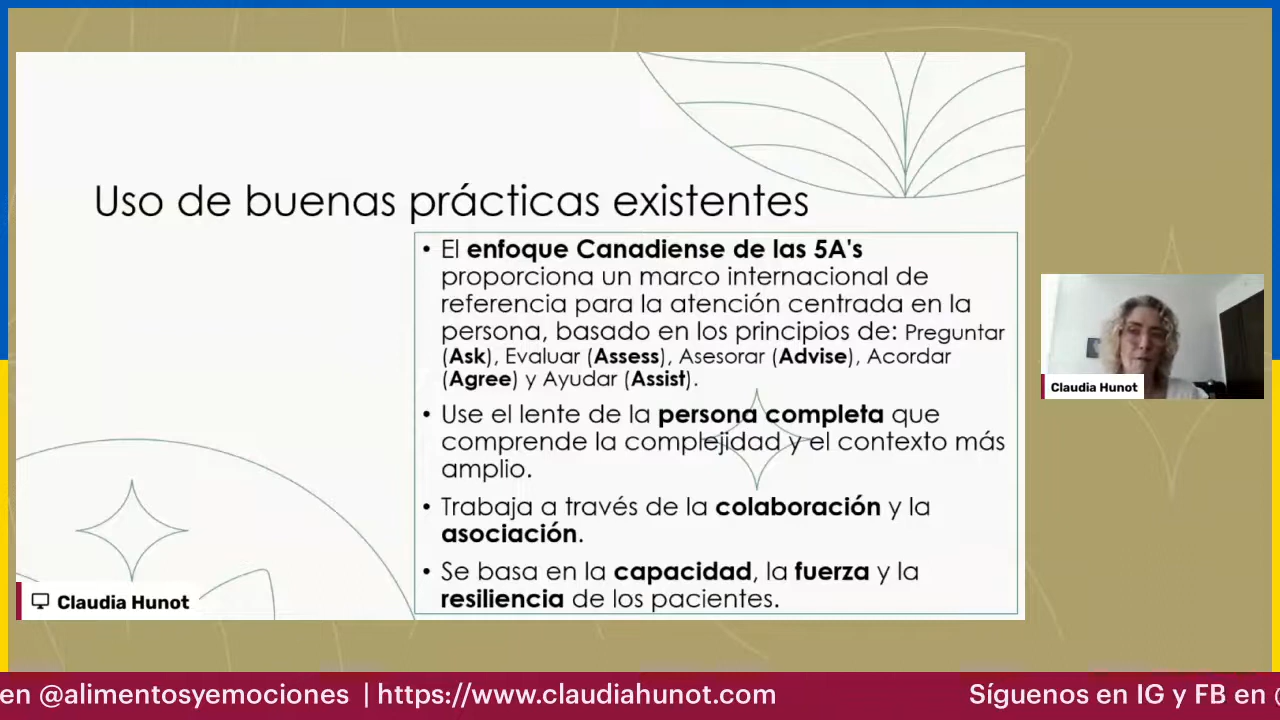 Uso de buenas prácticas existentes
• El enfoque Canadiense de las 5A's
proporciona un marco internacional de
referencia para la atención centrada en la
persona, basado en los principios de: Preguntar
(Ask), Evaluar (Assess), Asesorar (Advise), Acordar
(Agree) y Ayudar (Assist).
• Use el lente de la persona completa que
comprende la complejidad y el contexto más
amplio.
• Trabaja a través de la colaboración y la
asociación.
• Se basa en la capacidad, la fuerza y la
resiliencia de los pacientes.
Claudia Hunot
Claudia Hunot
en @alimentosyemociones | https://www.claudiahunot.com
Síguenos en IG y FB en @